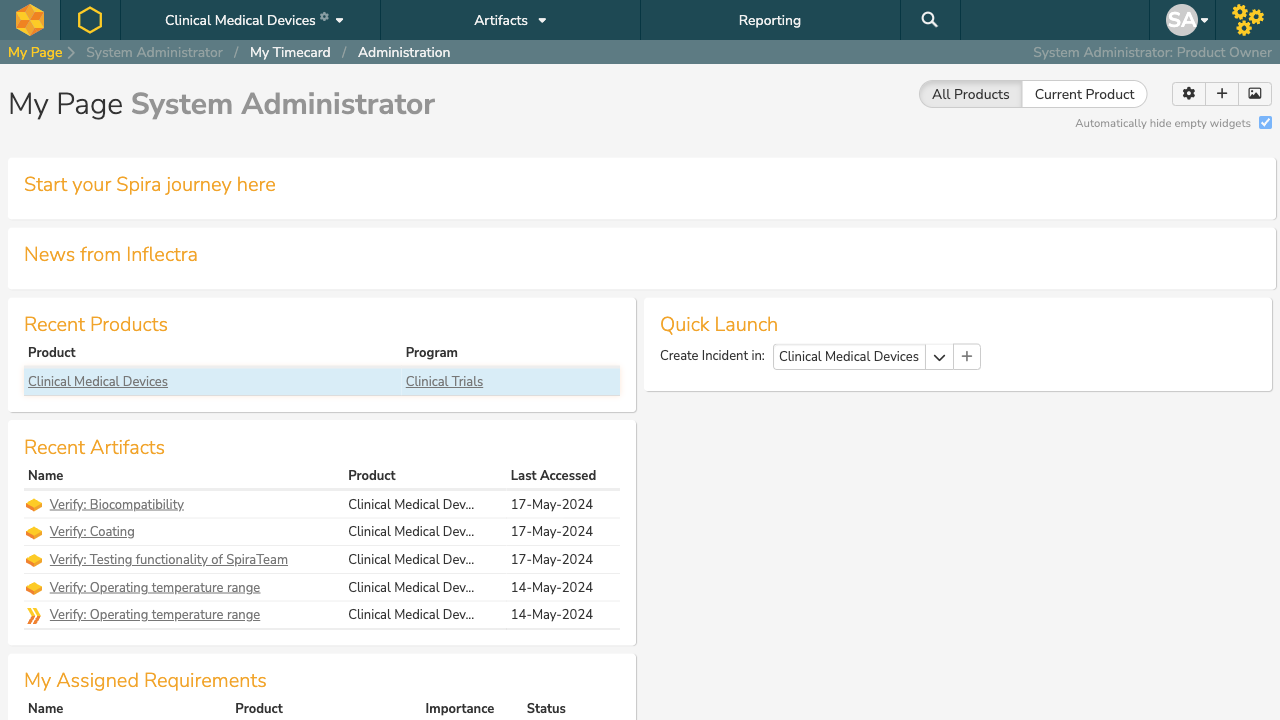 Clinical Medical Devices
Artifacts
Reporting
SA
My Page System Administrator / My Timecard / Administration
System Administrator: Product Owner
My Page System Administrator
All Products Current Product
Automatically hide empty widgets
Start your Spira journey here
News from Inflectra
Recent Products
Product Program
Clinical Medical Devices Clinical Trials
Quick Launch
Create Incident in: Clinical Medical Devices
Recent Artifacts
Name Product Last Accessed
Verify: Biocompatibility Clinical Medical Dev... 17-May-2024
Verify: Coating Clinical Medical Dev... 17-May-2024
Verify: Testing functionality of SpiraTeam Clinical Medical Dev... 17-May-2024
Verify: Operating temperature range Clinical Medical Dev... 14-May-2024
Verify: Operating temperature range Clinical Medical Dev... 14-May-2024
My Assigned Requirements
Name Product Importance Status